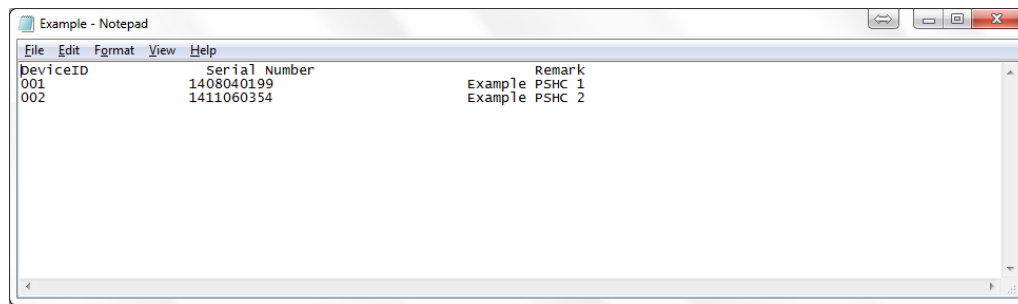 Example - Notepad
File Edit Format View Help
DeviceID Serial Number Remark
001 1408040199 Example PSHC 1
002 1411060354 Example PSHC 2